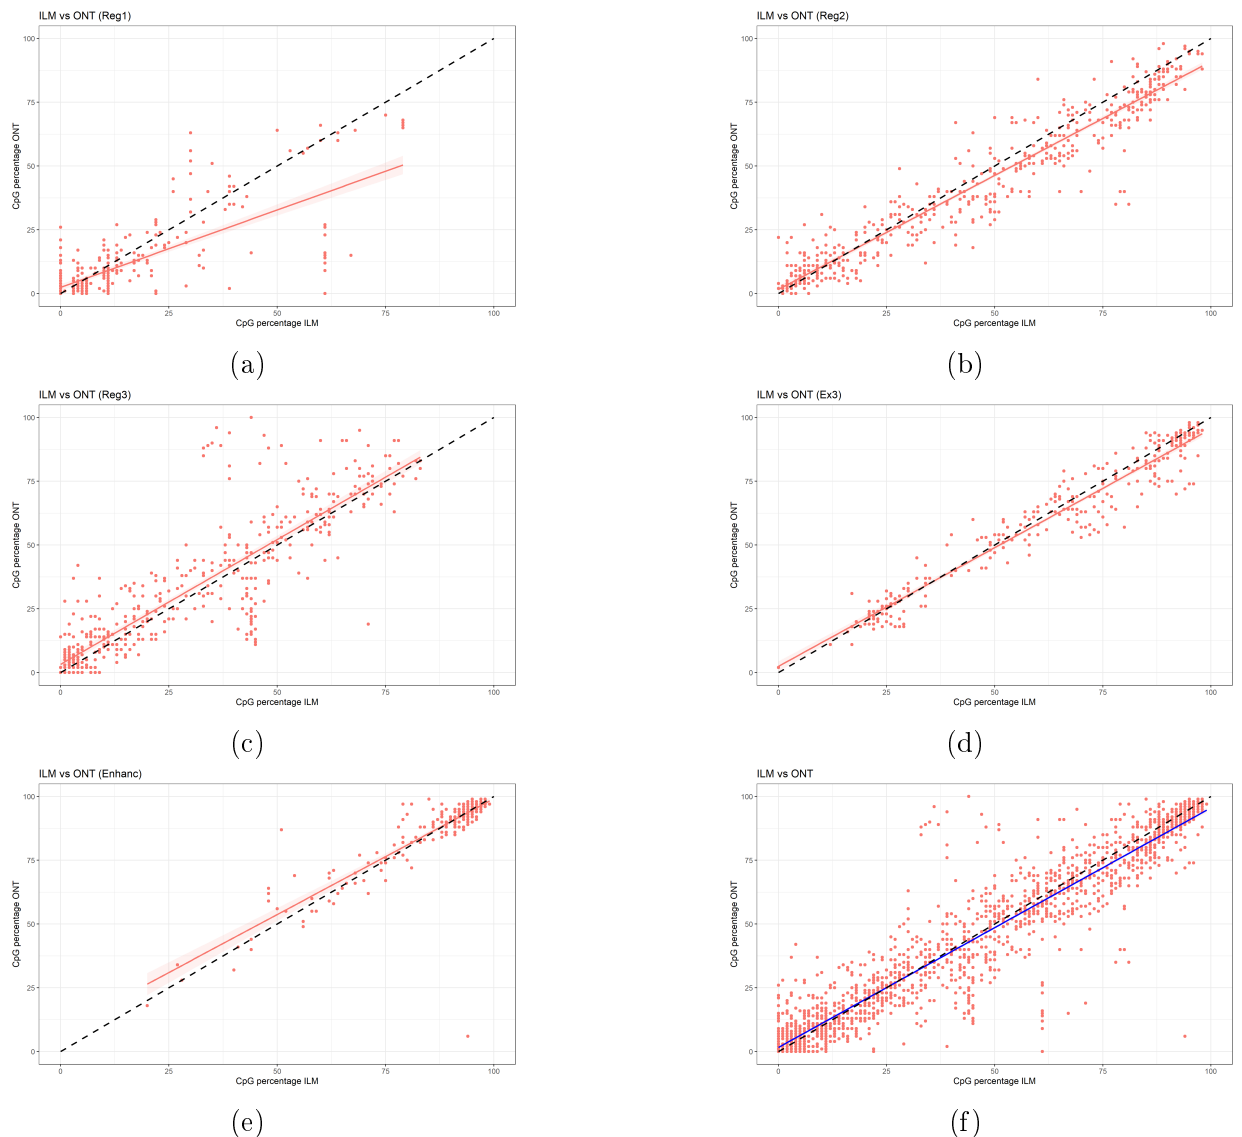 ILM vs ONT (Reg1)
100
75
50
25
0
CpG percentage ONT
0 25 50 75 100
CpG percentage ILM
(a)
ILM vs ONT (Reg2)
100
75
50
25
0
CpG percentage ONT
0 25 50 75 100
CpG percentage ILM
(b)
ILM vs ONT (Reg3)
100
75
50
25
0
CpG percentage ONT
0 25 50 75 100
CpG percentage ILM
(c)
ILM vs ONT (Ex3)
100
75
50
25
0
CpG percentage ONT
0 25 50 75 100
CpG percentage ILM
(d)
ILM vs ONT (Enhanc)
100
75
50
25
0
CpG percentage ONT
0 25 50 75 100
CpG percentage ILM
(e)
ILM vs ONT
100
75
50
25
0
CpG percentage ONT
0 25 50 75 100
CpG percentage ILM
(f)